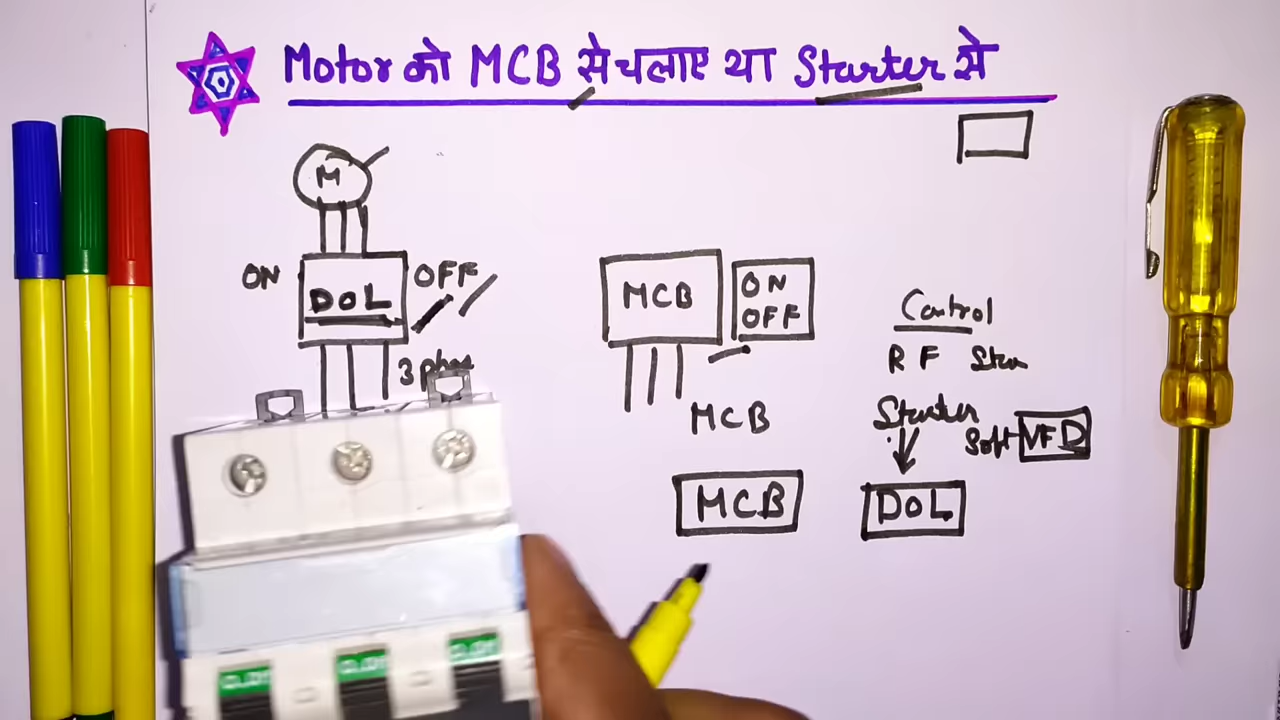 Motor को MCB से चलाए या Starter से
M
ON
DOL
OFF
3 phase
MCB
ON
OFF
MCB
MCB
Control
R F Star
Starter
Soft VFD
DOL